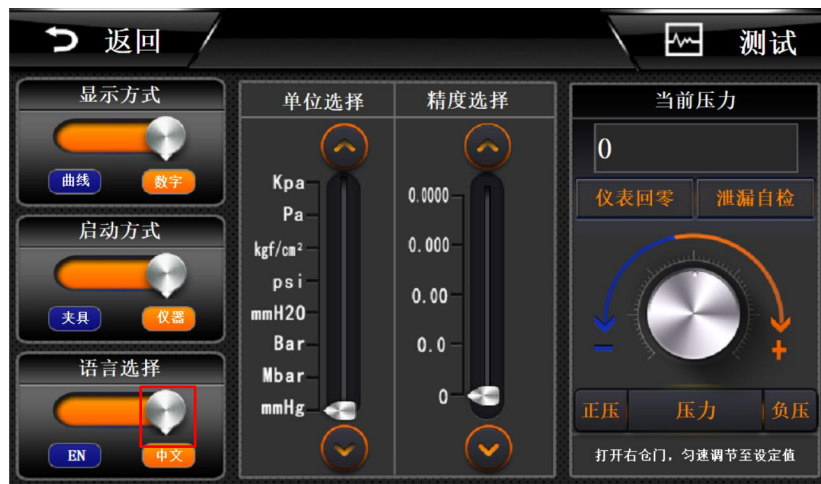 返回
测试
显示方式
曲线
数字
启动方式
夹具
仪器
语言选择
EN
中文
单位选择
Kpa
Pa
kgf/cm²
psi
mmH2O
Bar
Mbar
mmHg
精度选择
0.0000
0.000
0.00
0.0
0
当前压力
0
仪表回零
泄漏自检
－
+
正压
压力
负压
打开右仓门，匀速调节至设定值